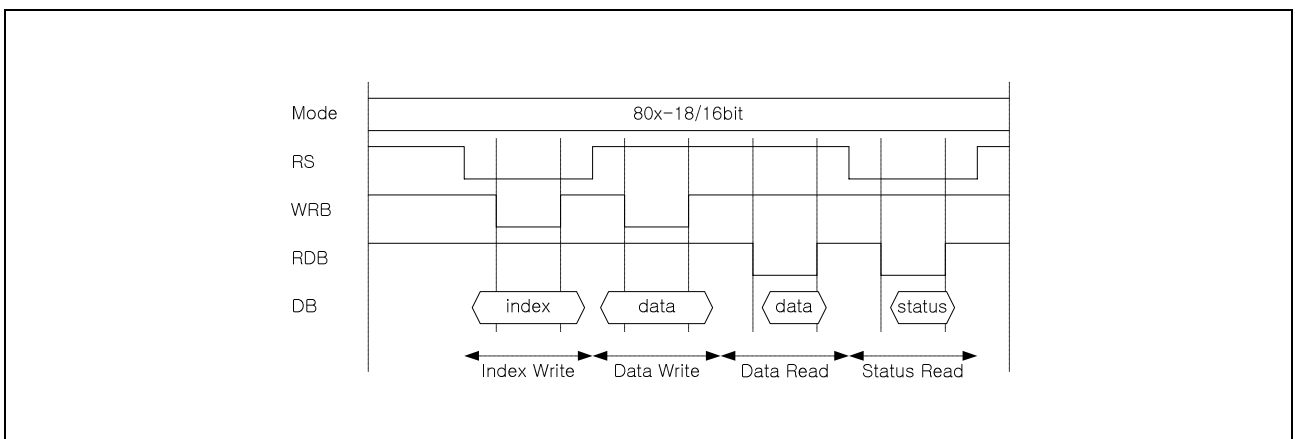 Mode 80x-18/16bit
RS
WRB
RDB
DB index data data status
Index Write Data Write Data Read Status Read